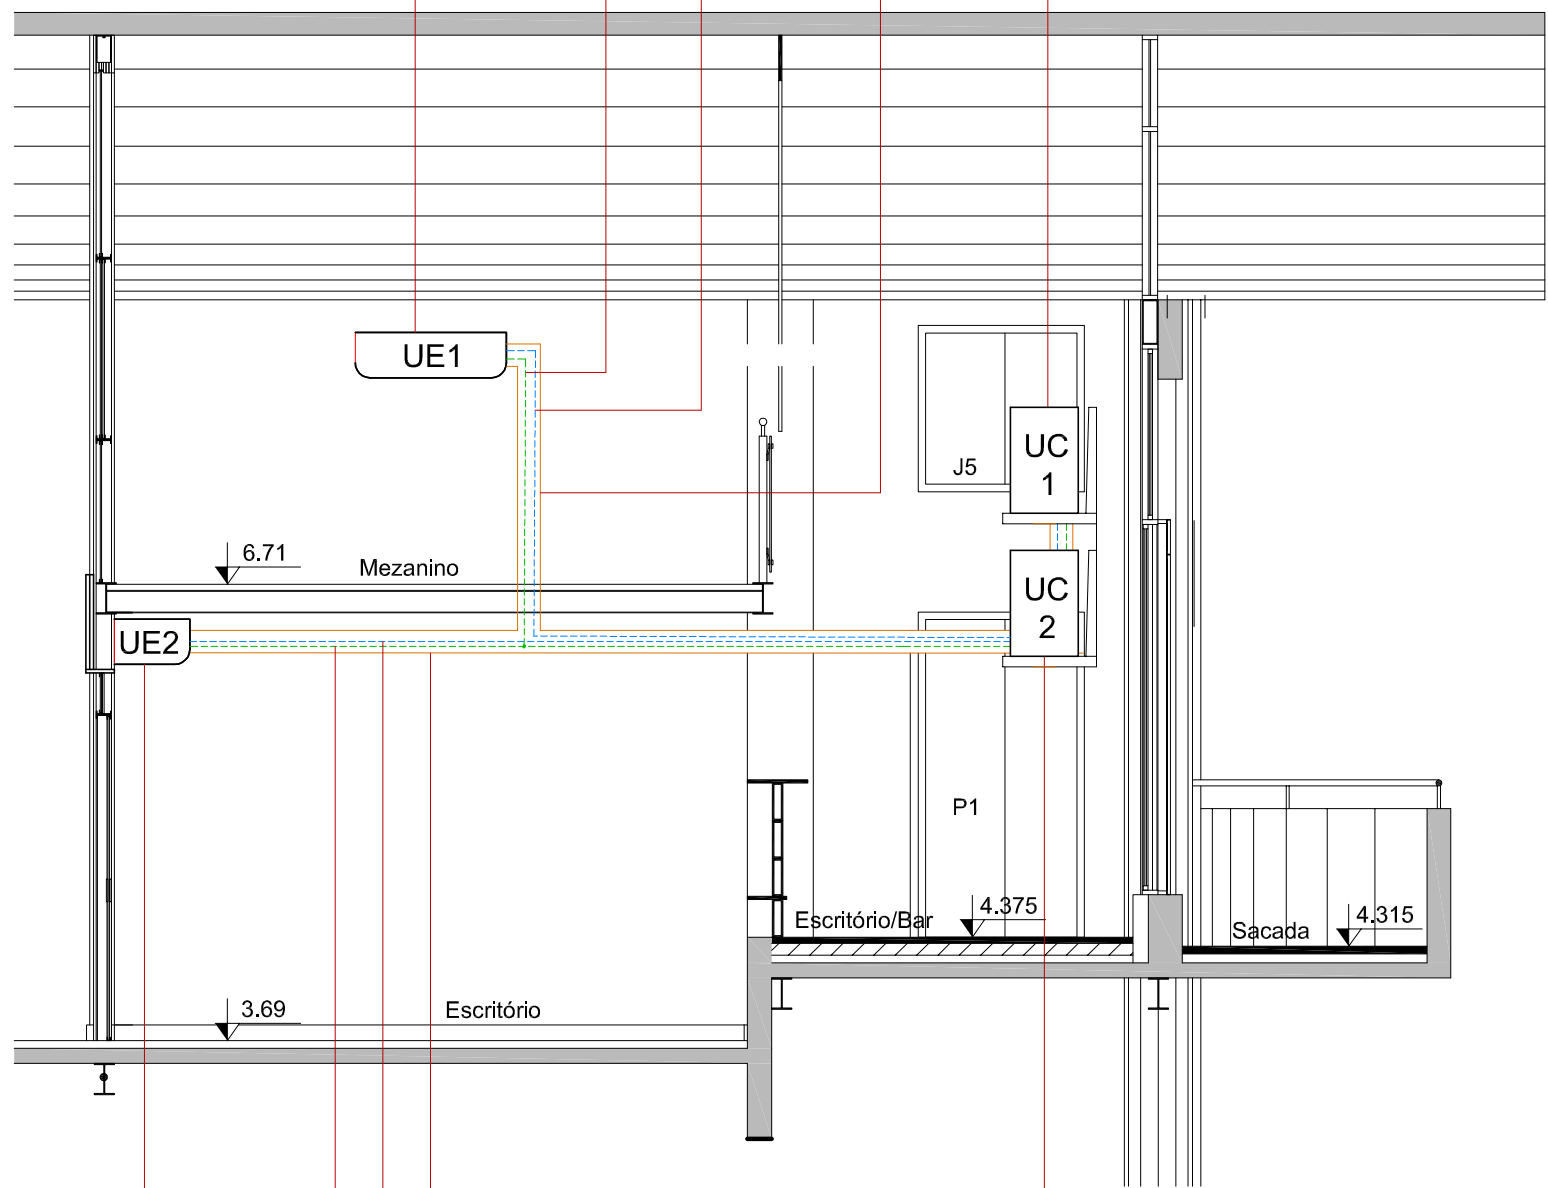 UE1
UC
1
J5
6.71
Mezanino
UC
2
UE2
P1
4.375
Escritório/Bar
4.315
Sacada
3.69
Escritório